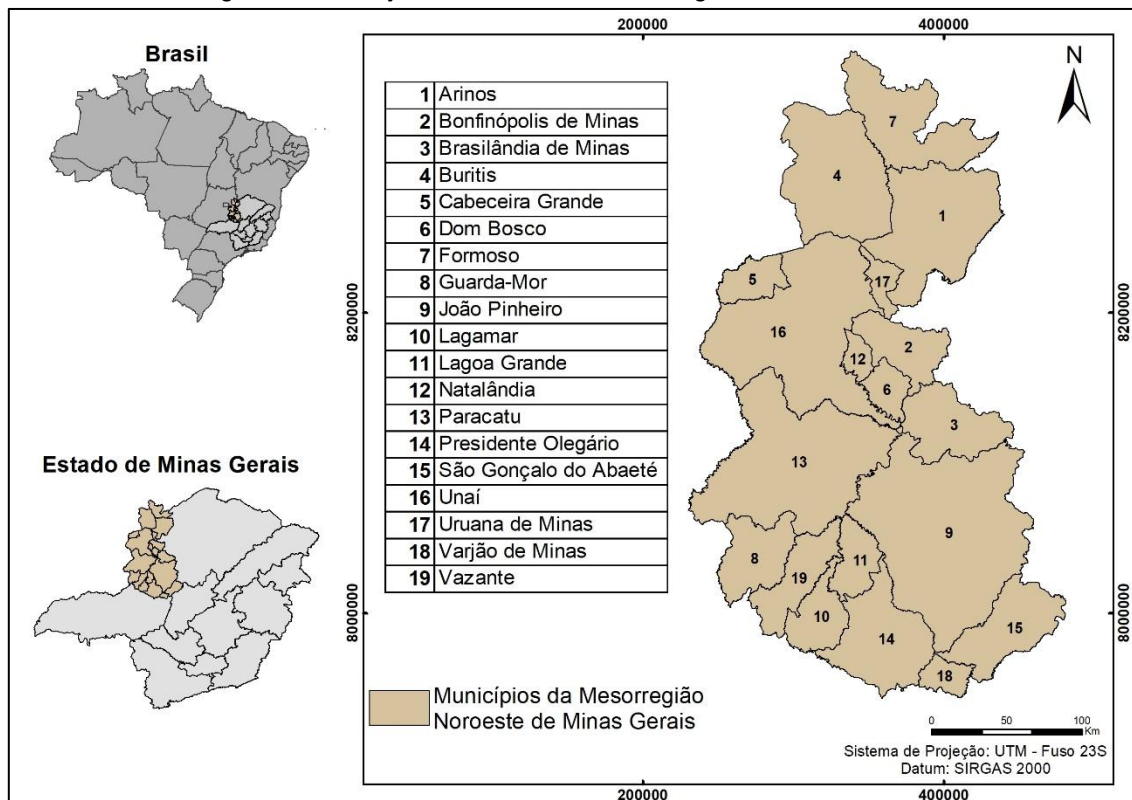 Brasil
Estado de Minas Gerais
200000
400000
1 Arinos
2 Bonfinópolis de Minas
3 Brasilândia de Minas
4 Buritis
5 Cabeceira Grande
6 Dom Bosco
7 Formoso
8 Guarda-Mor
9 João Pinheiro
10 Lagamar
11 Lagoa Grande
12 Natalândia
13 Paracatu
14 Presidente Olegário
15 São Gonçalo do Abaeté
16 Unaí
17 Uruana de Minas
18 Varjão de Minas
19 Vazante
N
7
4
1
5
17
16
2
12
6
3
13
9
8
11
19
10
14
15
18
8200000
8200000
8000000
8000000
Municípios da Mesorregião
Noroeste de Minas Gerais
0 50 100
Km
Sistema de Projeção: UTM - Fuso 23S
Datum: SIRGAS 2000
200000
400000